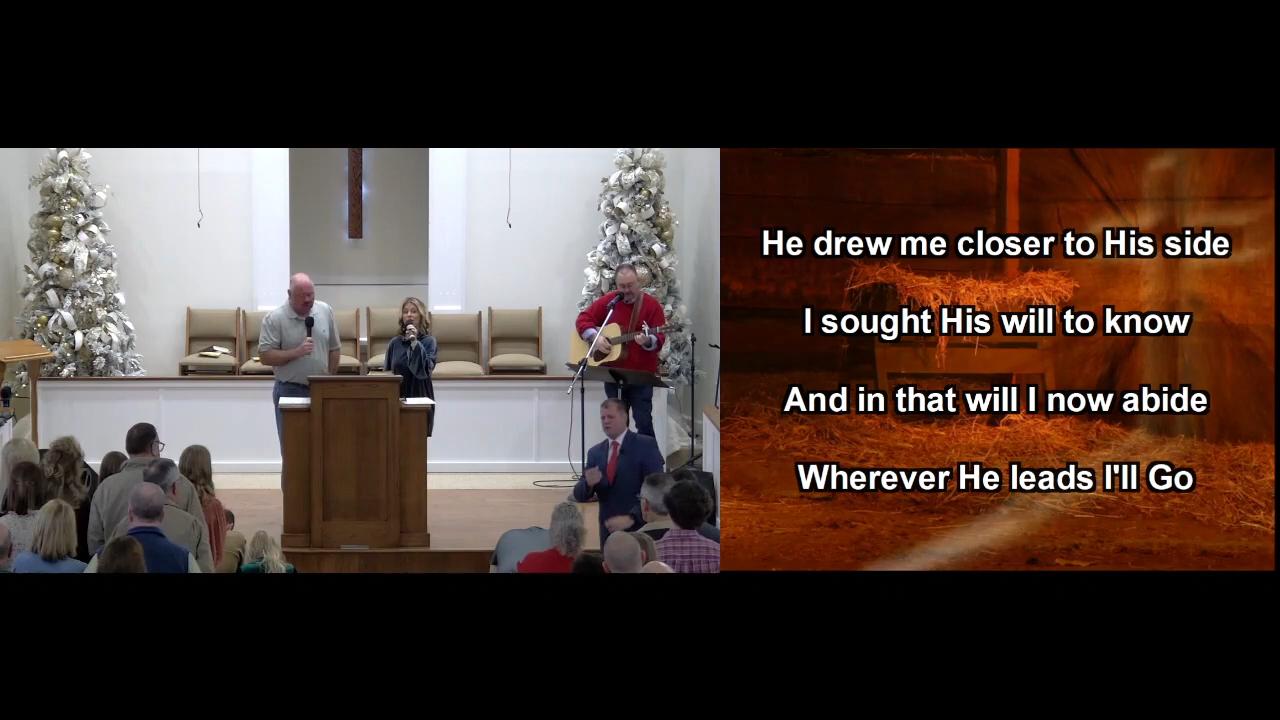 He drew me closer to His side
I sought His will to know
And in that will I now abide
Wherever He leads I'll Go